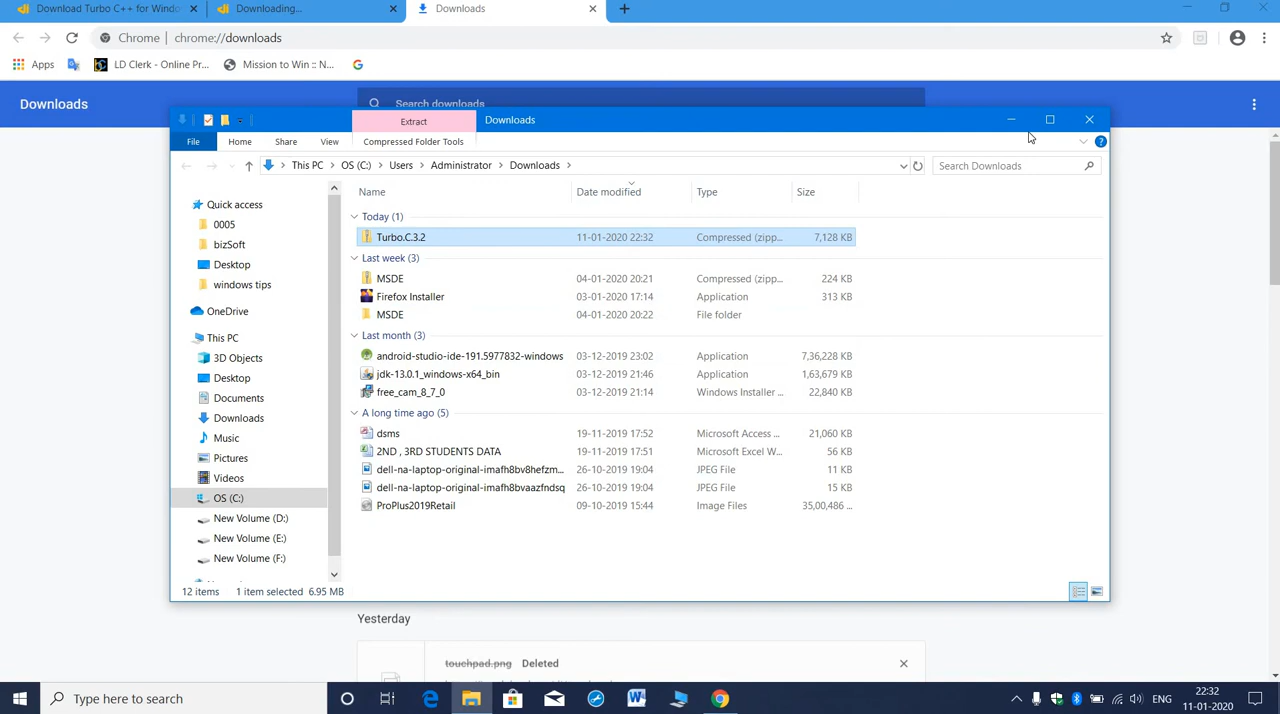 Download Turbo C++ for Windo
Downloading...
Downloads
Chrome | chrome://downloads
Apps
LD Clerk - Online Pr...
Mission to Win :: N...
Downloads
Search downloads
Extract
Downloads
File
Home
Share
View
Compressed Folder Tools
This PC
OS (C:)
Users
Administrator
Downloads
Search Downloads
Name
Date modified
Type
Size
Quick access
0005
bizSoft
Desktop
windows tips
OneDrive
This PC
3D Objects
Desktop
Documents
Downloads
Music
Pictures
Videos
OS (C:)
New Volume (D:)
New Volume (E:)
New Volume (F:)
Today (1)
Turbo.C.3.2 11-01-2020 22:32 Compressed (zipp... 7,128 KB
Last week (3)
MSDE 04-01-2020 20:21 Compressed (zipp... 224 KB
Firefox Installer 03-01-2020 17:14 Application 313 KB
MSDE 04-01-2020 20:22 File folder
Last month (3)
android-studio-ide-191.5977832-windows 03-12-2019 23:02 Application 7,36,228 KB
jdk-13.0.1_windows-x64_bin 03-12-2019 21:46 Application 1,63,679 KB
free_cam_8_7_0 03-12-2019 21:14 Windows Installer ... 22,840 KB
A long time ago (5)
dsms 19-11-2019 17:52 Microsoft Access ... 21,060 KB
2ND , 3RD STUDENTS DATA 19-11-2019 17:51 Microsoft Excel W... 56 KB
dell-na-laptop-original-imafh8bv8hefzm... 26-10-2019 19:04 JPEG File 11 KB
dell-na-laptop-original-imafh8bvaazfndsq 26-10-2019 19:04 JPEG File 15 KB
ProPlus2019Retail 09-10-2019 15:44 Image Files 35,00,486 ...
12 items 1 item selected 6.95 MB
Yesterday
touchpad.png Deleted
Type here to search
ENG
22:32
11-01-2020